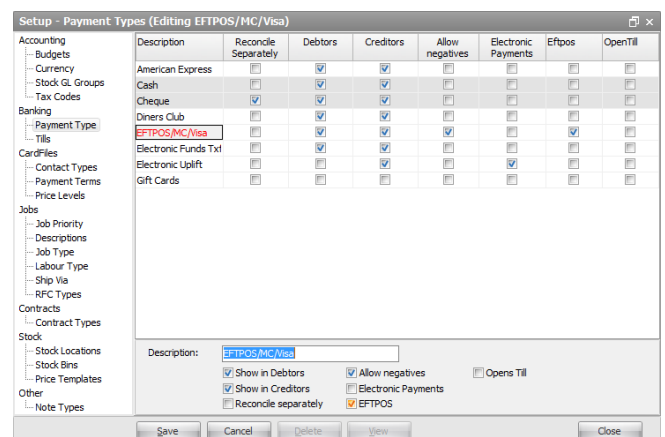 Setup - Payment Types (Editing EFTPOS/MC/Visa)
Accounting
Budgets
Currency
Stock GL Groups
Tax Codes
Banking
Payment Type
Tills
CardFiles
Contact Types
Payment Terms
Price Levels
Jobs
Job Priority
Descriptions
Job Type
Labour Type
Ship Via
RFC Types
Contracts
Contract Types
Stock
Stock Locations
Stock Bins
Price Templates
Other
Note Types
Description Reconcile Separately Debtors Creditors Allow negatives Electronic Payments Eftpos OpenTill
American Express
Cash
Cheque
Diners Club
EFTPOS/MC/Visa
Electronic Funds Txf
Electronic Uplift
Gift Cards
Description: EFTPOS/MC/Visa
Show in Debtors Allow negatives Opens Till
Show in Creditors Electronic Payments
Reconcile separately EFTPOS
Save Cancel Delete View Close